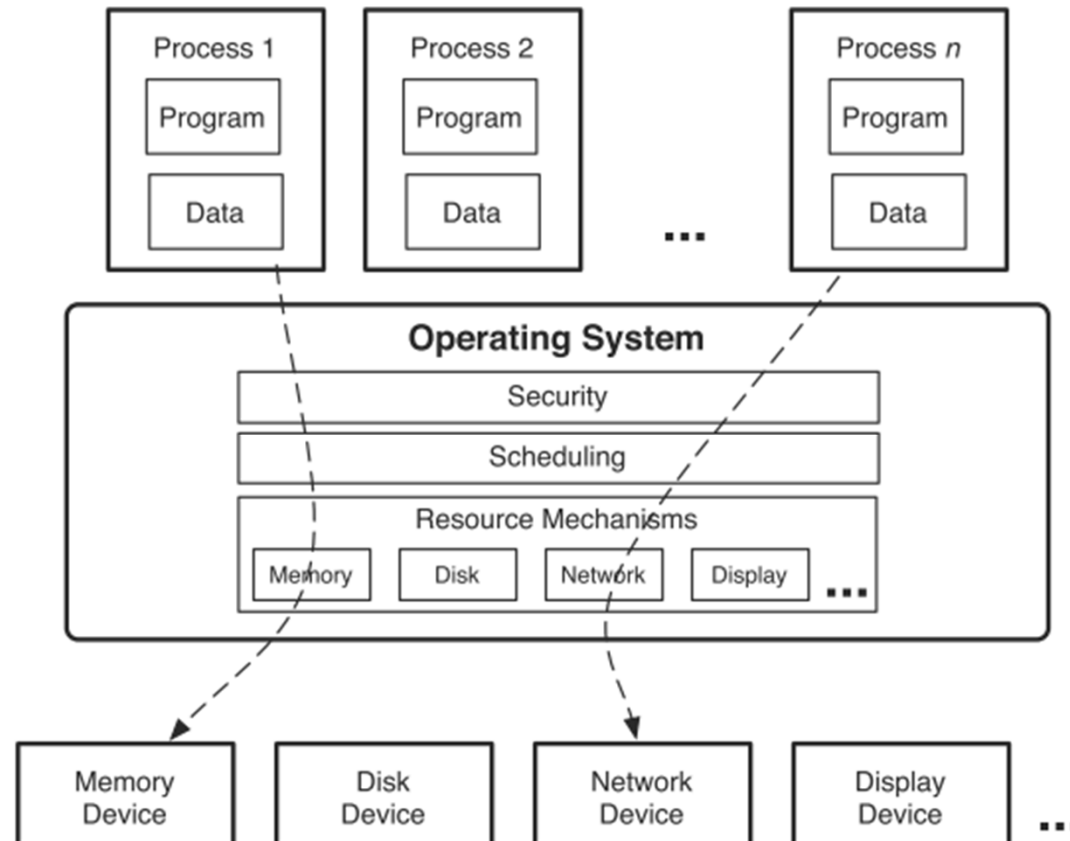 Process 1
Process 2
Process n
Program
Program
Program
Data
Data
Data
...
Operating System
Security
Scheduling
Resource Mechanisms
Memory
Disk
Network
Display
...
Memory
Device
Disk
Device
Network
Device
Display
Device
...